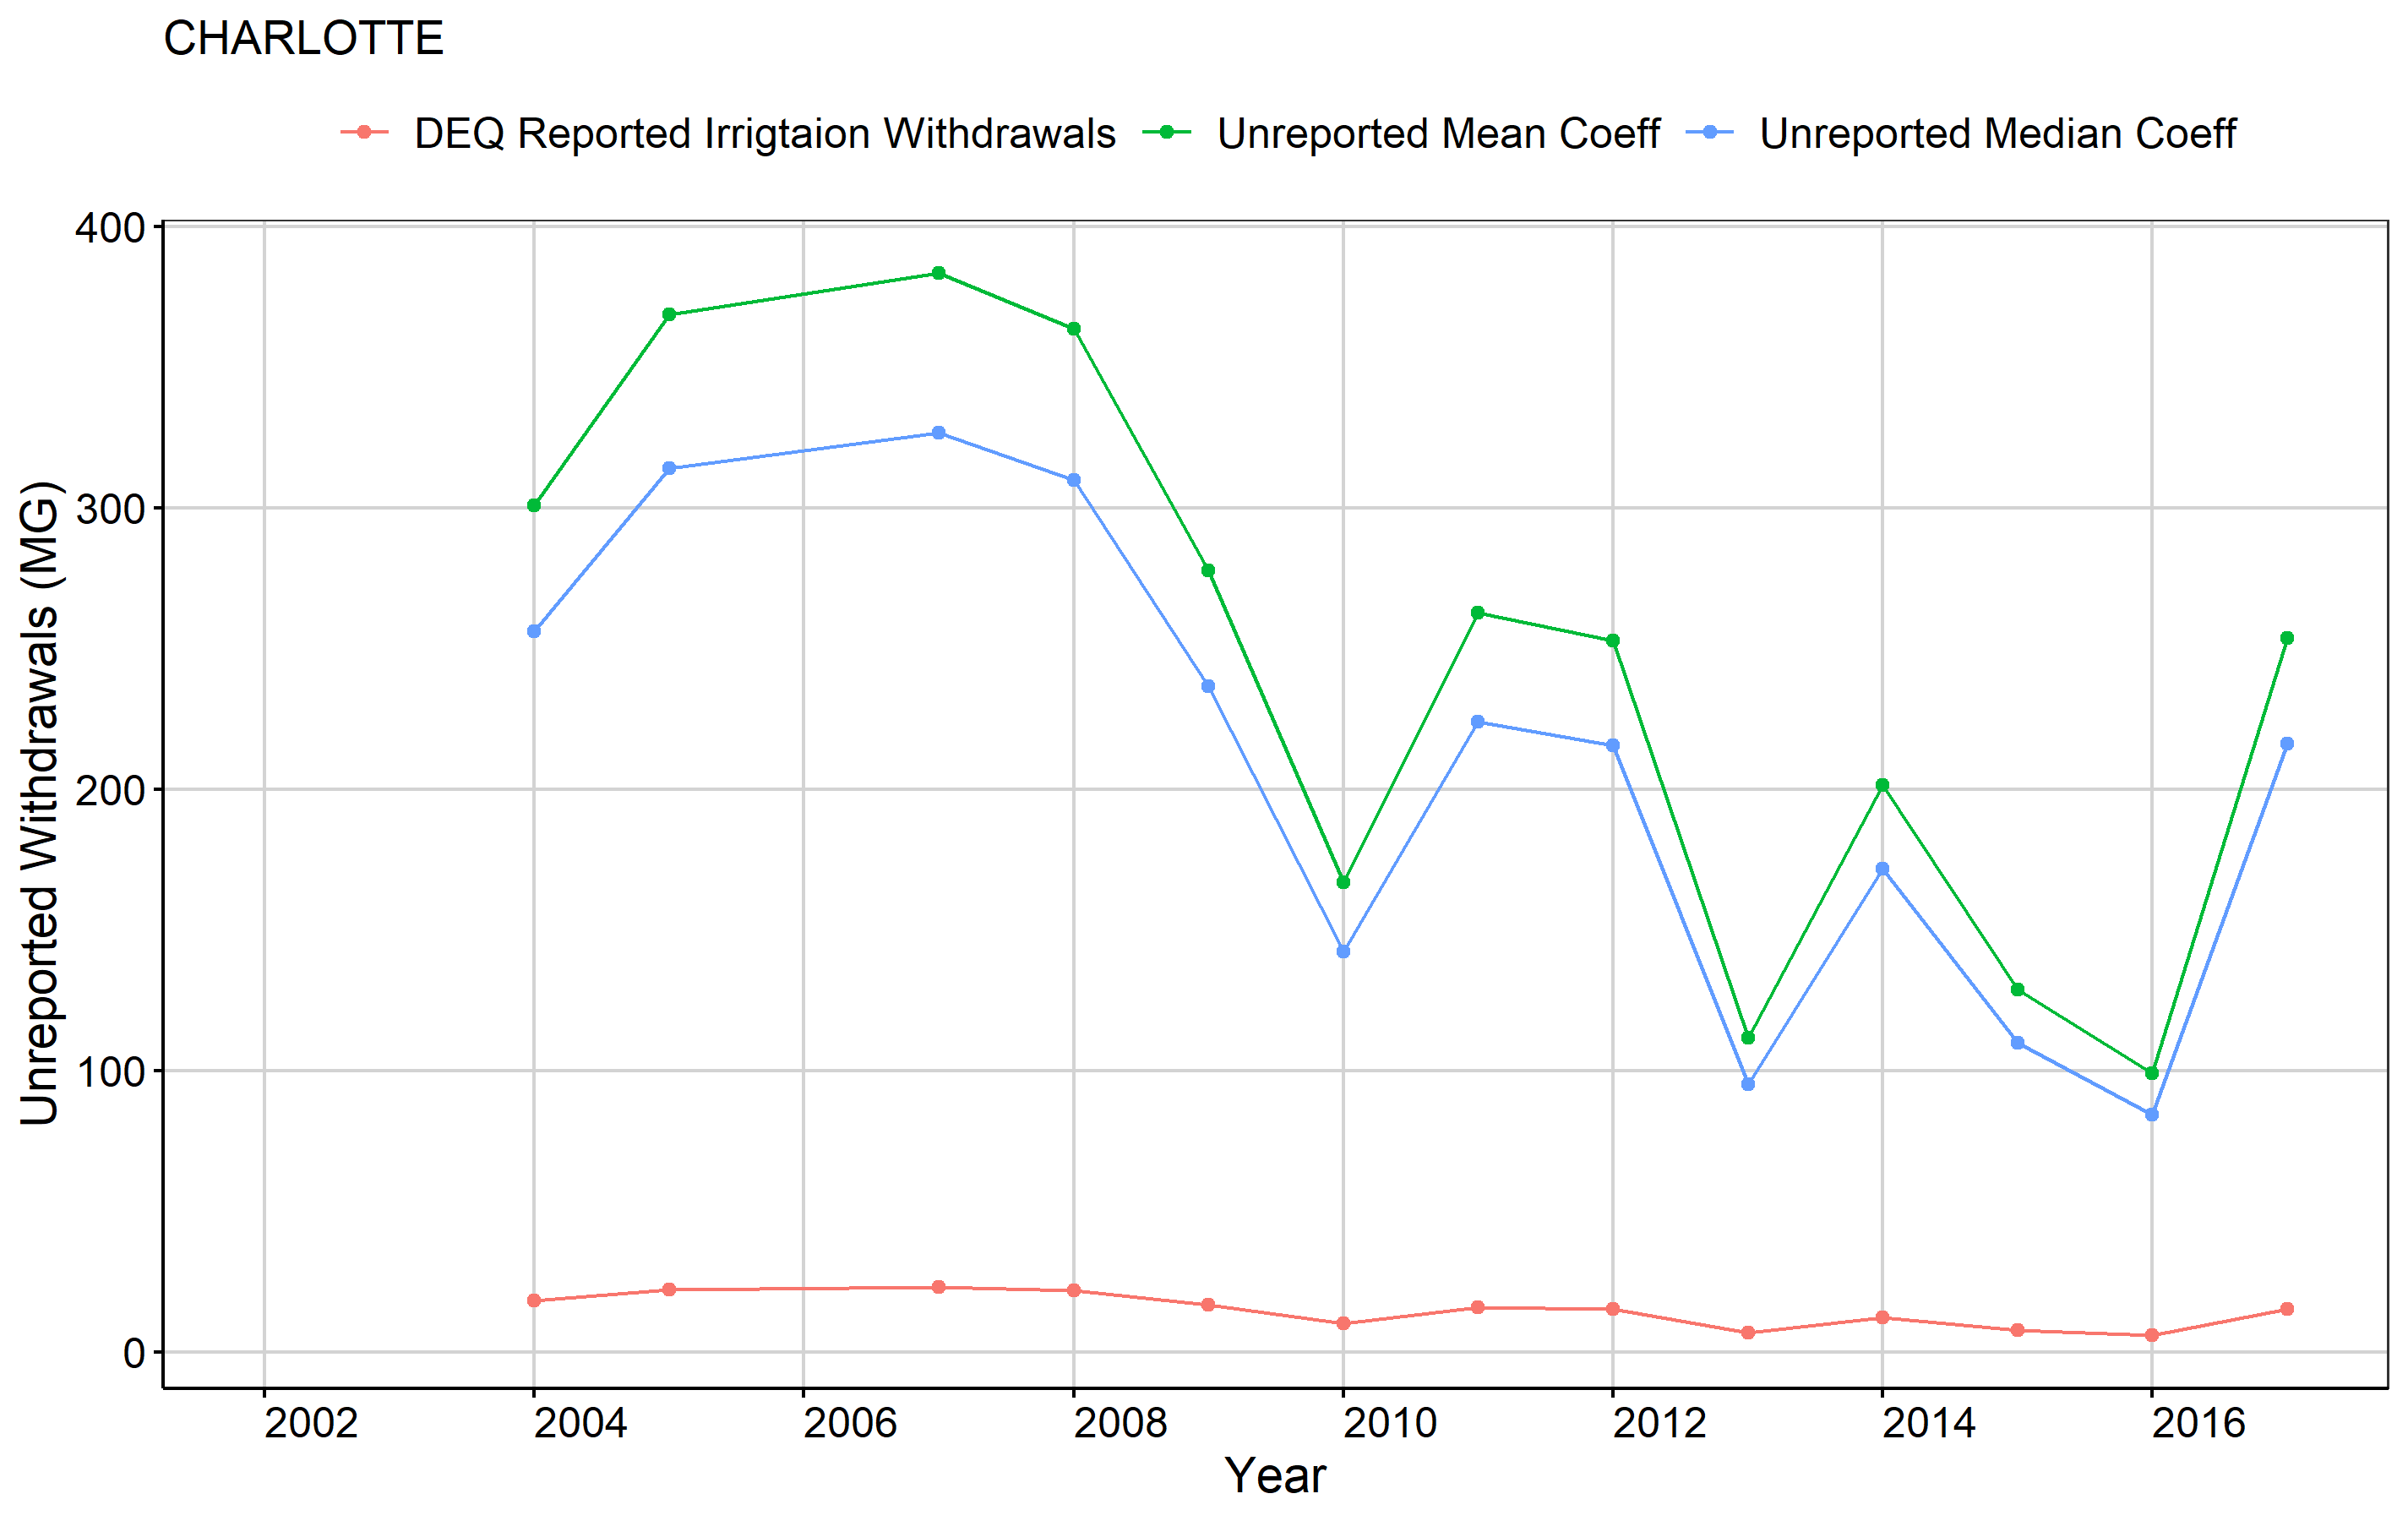 CHARLOTTE
DEQ Reported Irrigtaion Withdrawals Unreported Mean Coeff Unreported Median Coeff
400
300
200
100
0
Unreported Withdrawals (MG)
2002 2004 2006 2008 2010 2012 2014 2016
Year